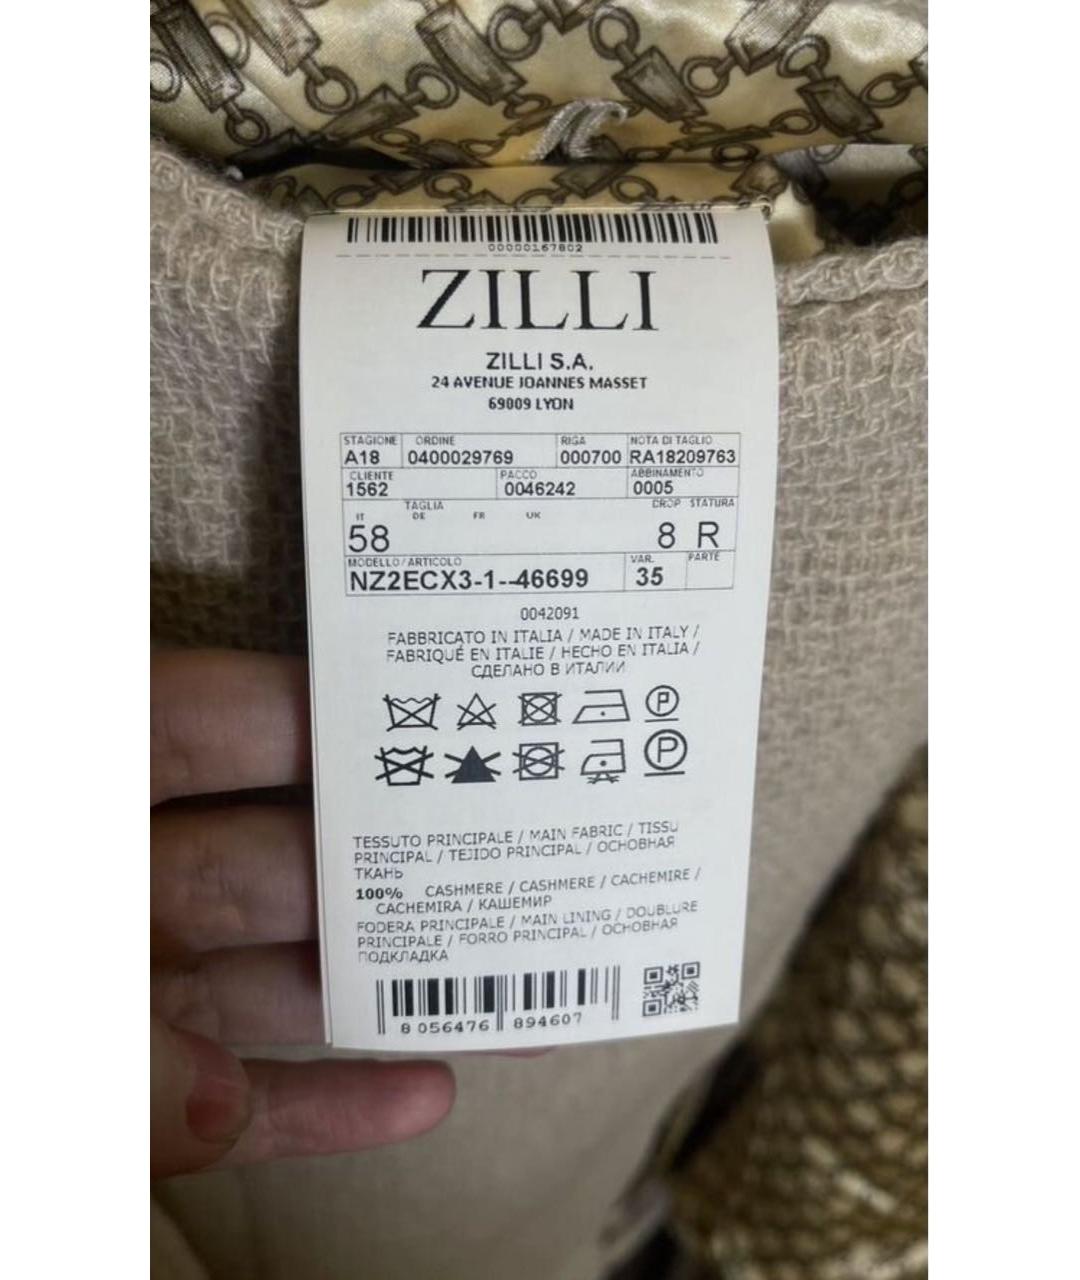 00000167802
ZILLI
ZILLI S.A.
24 AVENUE JOANNES MASSET
69009 LYON
STAGIONE ORDINE RIGA NOTA DI TAGLIO
A18 0400029769 000700 RA18209763
CLIENTE PACCO ABBINAMENTO
1562 0046242 0005
TAGLIA DROP STATURA
IT DE FR UK
58 8 R
MODELLO/ARTICOLO VAR. PARTE
NZ2ECX3-1--46699 35
0042091
FABBRICATO IN ITALIA / MADE IN ITALY /
FABRIQUÉ EN ITALIE / HECHO EN ITALIA /
СДЕЛАНО В ИТАЛИИ
P
P
TESSUTO PRINCIPALE / MAIN FABRIC / TISSU
PRINCIPAL / TEJIDO PRINCIPAL / ОСНОВНАЯ
ТКАНЬ
100% CASHMERE / CASHMERE / CACHEMIRE /
CACHEMIRA / КАШЕМИР
FODERA PRINCIPALE / MAIN LINING / DOUBLURE
PRINCIPALE / FORRO PRINCIPAL / ОСНОВНАЯ
ПОДКЛАДКА
8 056476 894607